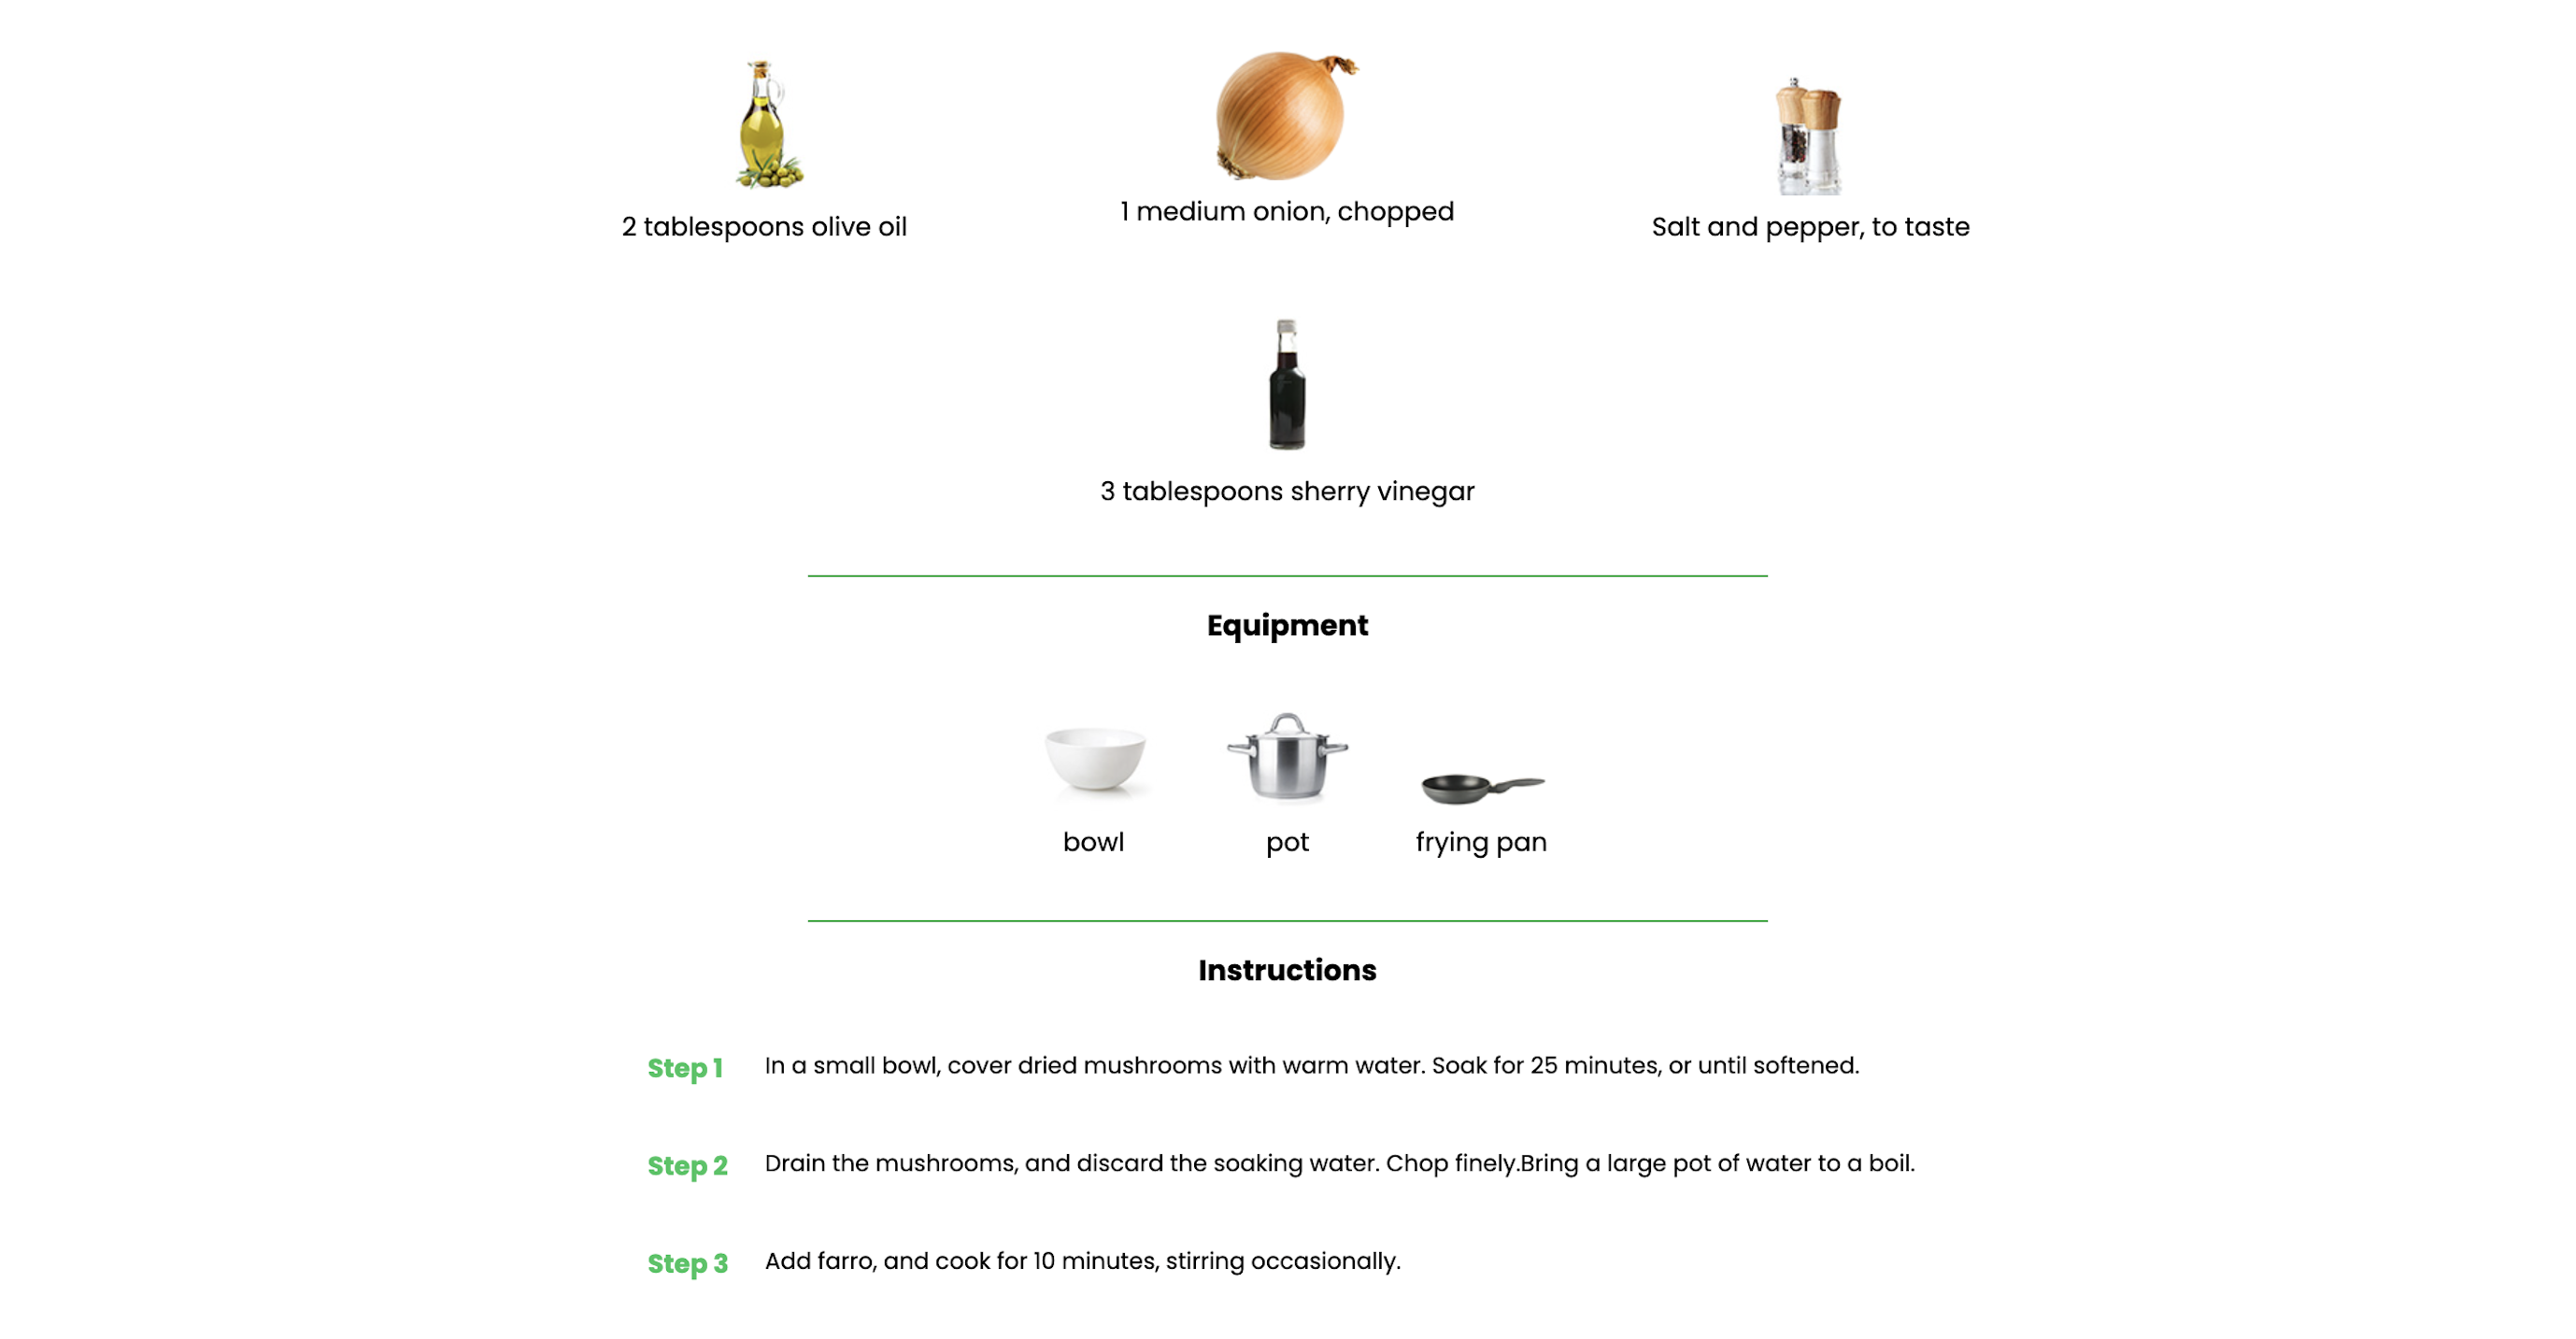 2 tablespoons olive oil
1 medium onion, chopped
Salt and pepper, to taste
3 tablespoons sherry vinegar
Equipment
bowl
pot
frying pan
Instructions
Step 1 In a small bowl, cover dried mushrooms with warm water. Soak for 25 minutes, or until softened.
Step 2 Drain the mushrooms, and discard the soaking water. Chop finely.Bring a large pot of water to a boil.
Step 3 Add farro, and cook for 10 minutes, stirring occasionally.